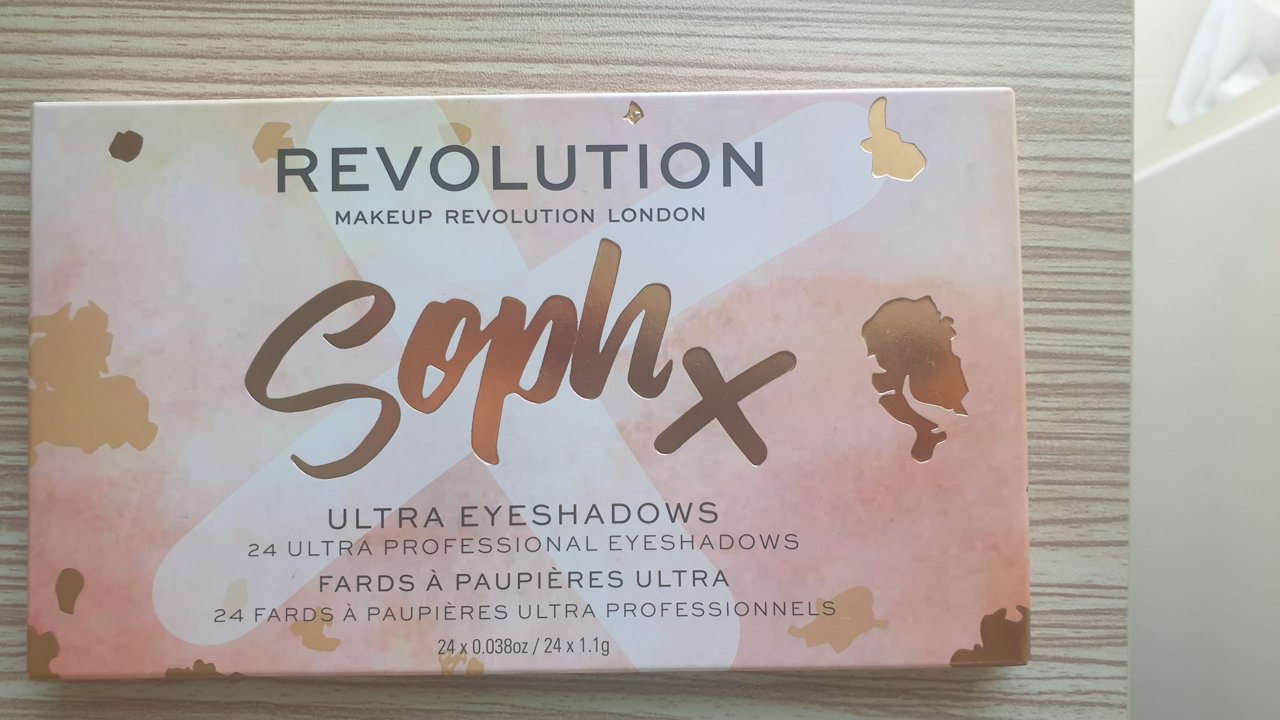 REVOLUTION
MAKEUP REVOLUTION LONDON
Soph X
ULTRA EYESHADOWS
24 ULTRA PROFESSIONAL EYESHADOWS
FARDS À PAUPIÈRES ULTRA
24 FARDS À PAUPIÈRES ULTRA PROFESSIONNELS
24 x 0.038oz / 24 x 1.1g